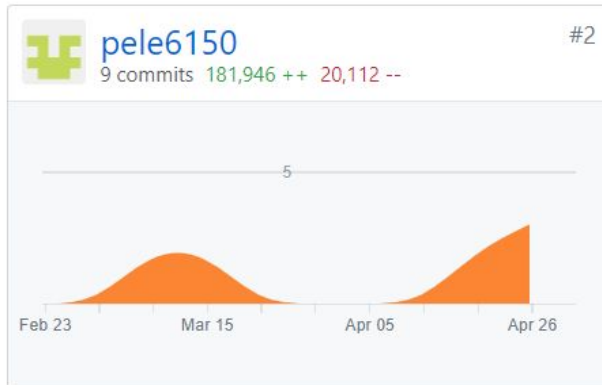 pele6150
#2
9 commits 181,946 ++ 20,112 --
5
Feb 23 Mar 15 Apr 05 Apr 26